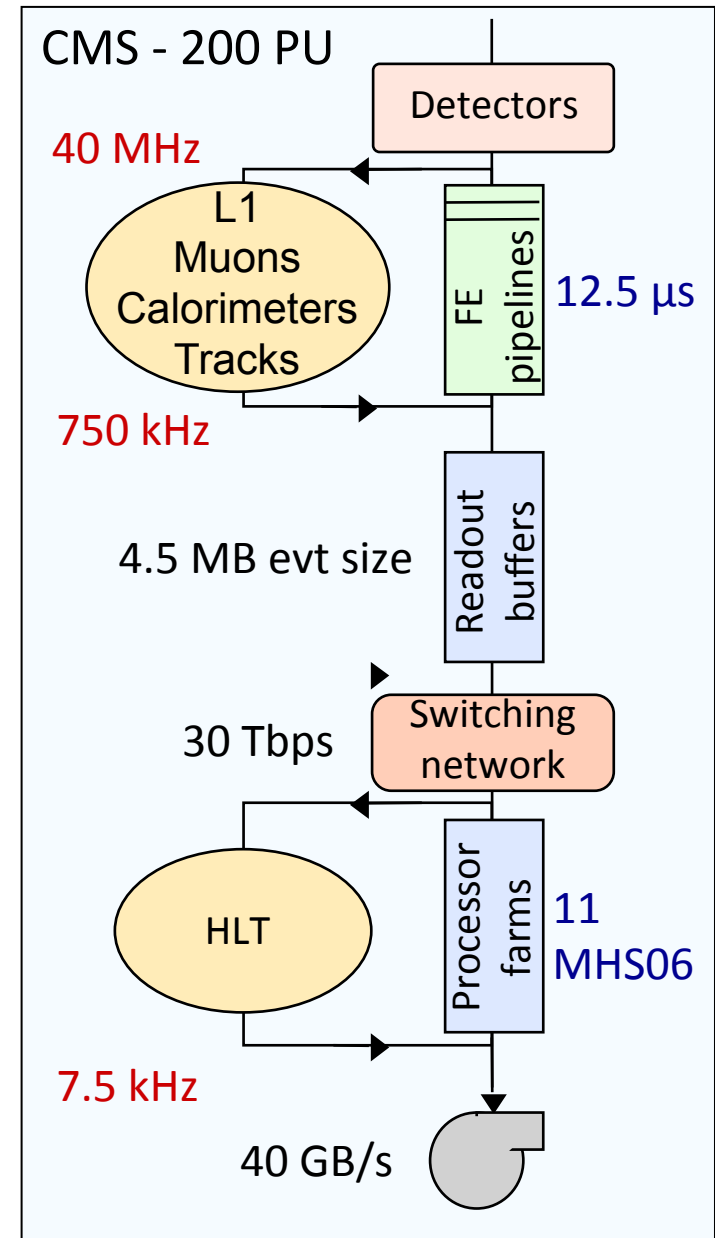 CMS - 200 PU
Detectors
40 MHz
L1
Muons
Calorimeters
Tracks
FE
pipelines
12.5 µs
750 kHz
4.5 MB evt size
Readout
buffers
30 Tbps
Switching
network
HLT
Processor
farms
11
MHS06
7.5 kHz
40 GB/s